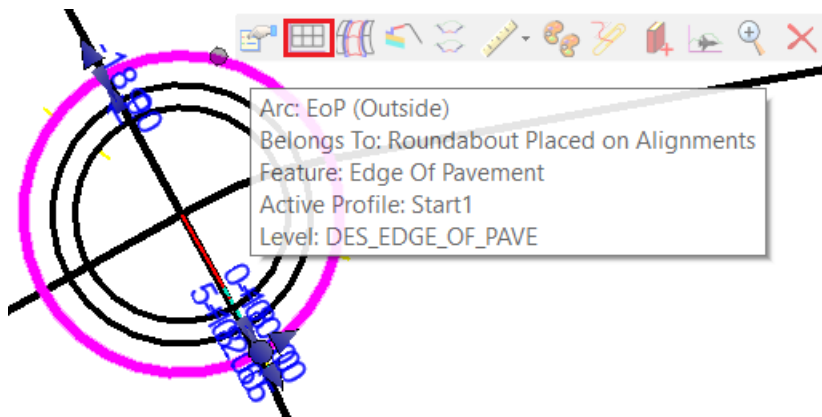 Arc: EoP (Outside)
Belongs To: Roundabout Placed on Alignments
Feature: Edge Of Pavement
Active Profile: Start1
Level: DES_EDGE_OF_PAVE